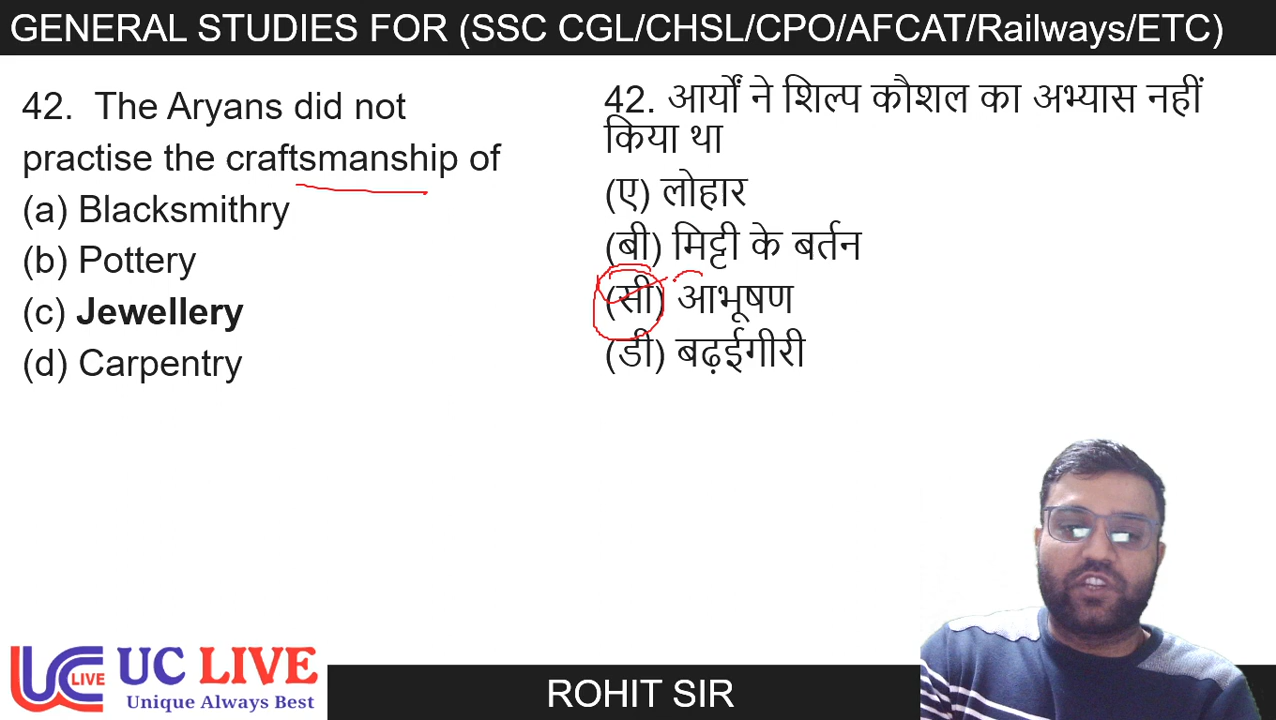 GENERAL STUDIES FOR (SSC CGL/CHSL/CPO/AFCAT/Railways/ETC)
42. The Aryans did not
practise the craftsmanship of
(a) Blacksmithry
(b) Pottery
(c) Jewellery
(d) Carpentry
42. आर्यों ने शिल्प कौशल का अभ्यास नहीं
किया था
(ए) लोहार
(बी) मिट्टी के बर्तन
(सी) आभूषण
(डी) बढ़ईगीरी
UC LIVE
LIVE
Unique Always Best
ROHIT SIR